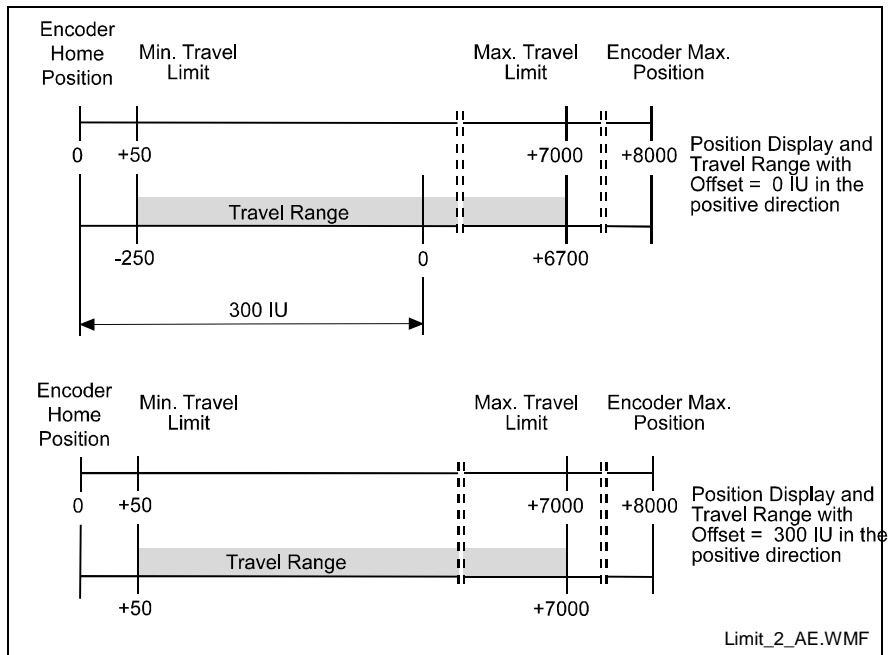 Encoder
Home
Position
Min. Travel
Limit
Max. Travel
Limit
Encoder Max.
Position
0
+50
+7000
+8000
Position Display and
Travel Range with
Offset = 0 IU in the
positive direction
Travel Range
-250
0
+6700
300 IU
Encoder
Home
Position
Min. Travel
Limit
Max. Travel
Limit
Encoder Max.
Position
0
+50
+7000
+8000
Position Display and
Travel Range with
Offset = 300 IU in the
positive direction
Travel Range
+50
+7000
Limit_2_AE.WMF